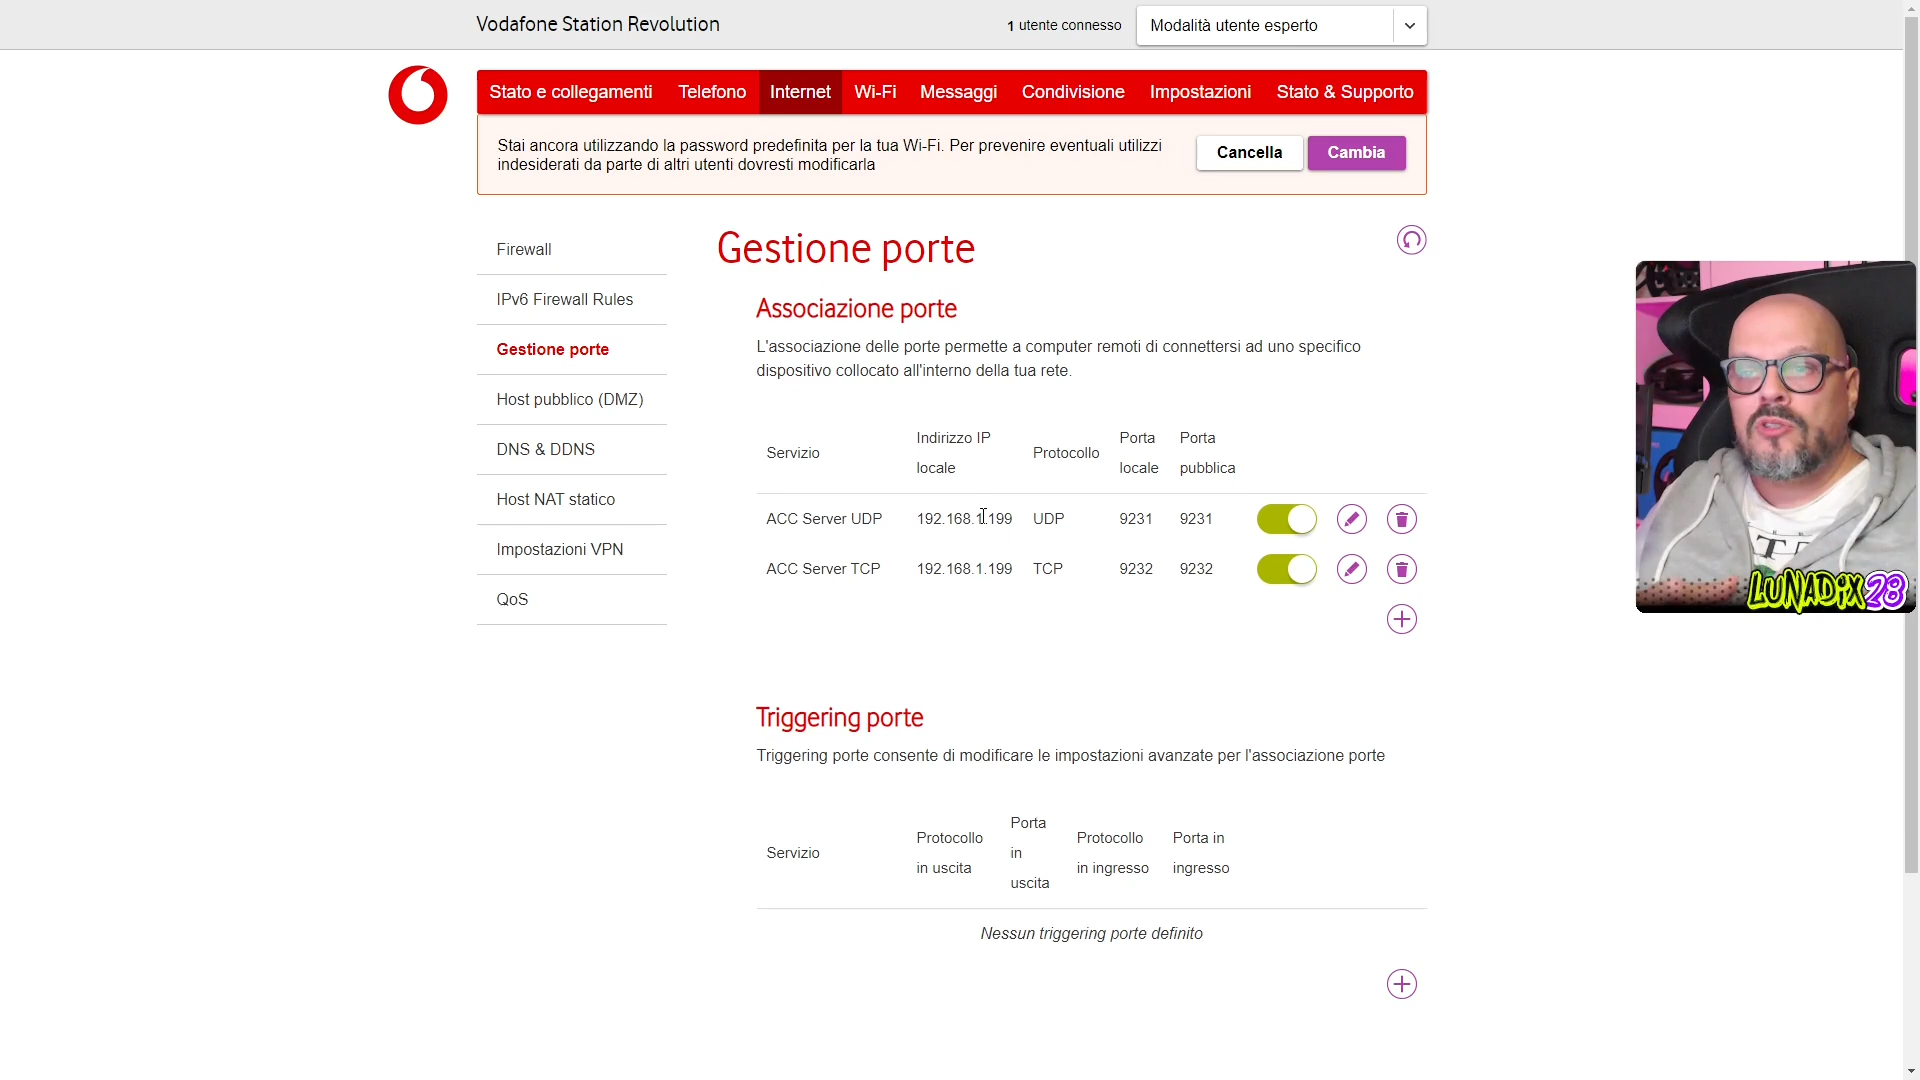 Vodafone Station Revolution
1 utente connesso
Modalità utente esperto
Stato e collegamenti Telefono Internet Wi-Fi Messaggi Condivisione Impostazioni Stato & Supporto
Stai ancora utilizzando la password predefinita per la tua Wi-Fi. Per prevenire eventuali utilizzi
indesiderati da parte di altri utenti dovresti modificarla
Cancella
Cambia
Firewall
IPv6 Firewall Rules
Gestione porte
Host pubblico (DMZ)
DNS & DDNS
Host NAT statico
Impostazioni VPN
QoS
Gestione porte
Associazione porte
L'associazione delle porte permette a computer remoti di connettersi ad uno specifico
dispositivo collocato all'interno della tua rete.
Servizio
Indirizzo IP
locale
Protocollo
Porta
locale
Porta
pubblica
ACC Server UDP 192.168.1.199 UDP 9231 9231
ACC Server TCP 192.168.1.199 TCP 9232 9232
Triggering porte
Triggering porte consente di modificare le impostazioni avanzate per l'associazione porte
Servizio
Protocollo
in uscita
Porta
in
uscita
Protocollo
in ingresso
Porta in
ingresso
Nessun triggering porte definito
LUNADIX28